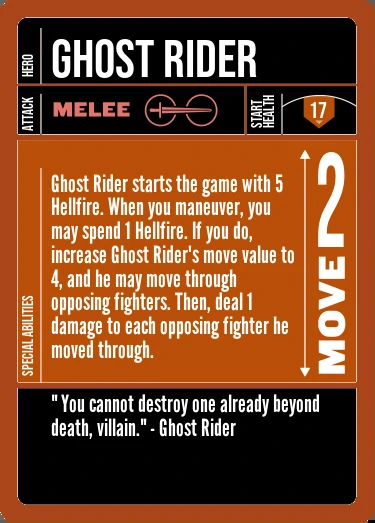 HERO
GHOST RIDER
ATTACK
MELEE
START
HEALTH
17
SPECIAL ABILITIES
Ghost Rider starts the game with 5
Hellfire. When you maneuver, you
may spend 1 Hellfire. If you do,
increase Ghost Rider's move value to
4, and he may move through
opposing fighters. Then, deal 1
damage to each opposing fighter he
moved through.
MOVE 2
" You cannot destroy one already beyond
death, villain." - Ghost Rider